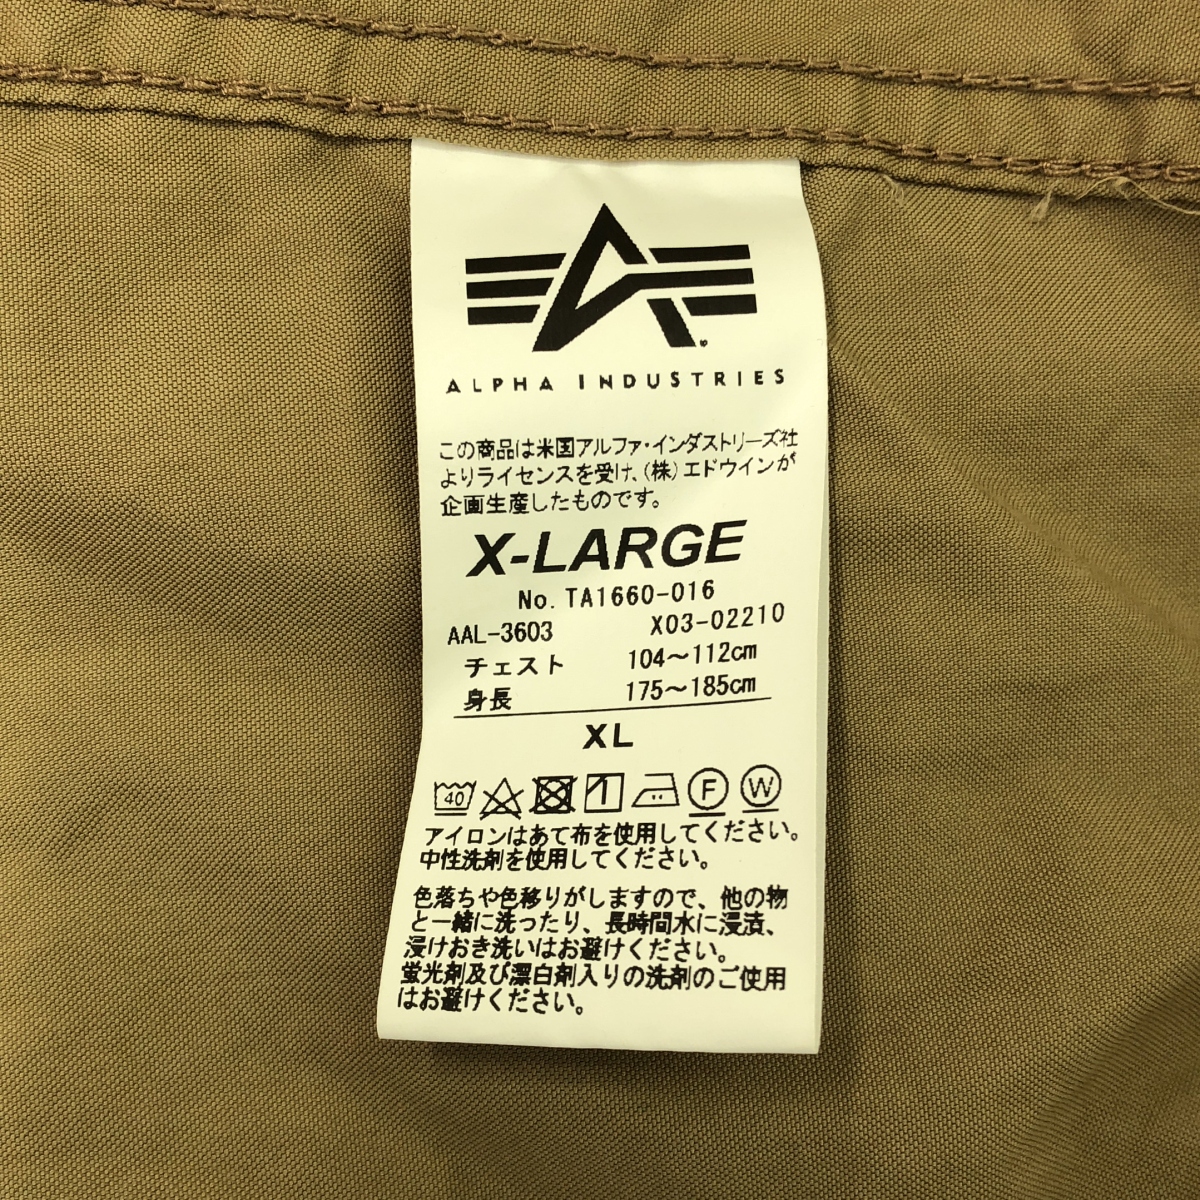 ALPHA INDUSTRIES
この商品は米国アルファ・インダストリーズ社
よりライセンスを受け、(株)エドウインが
企画生産したものです。
X-LARGE
No. TA1660-016
AAL-3603 X03-02210
チェスト 104～112cm
身長 175～185cm
XL
40 F W
アイロンはあて布を使用してください。
中性洗剤を使用してください。
色落ちや色移りがしますので、他の物
と一緒に洗ったり、長時間水に浸漬、
浸けおき洗いはお避けください。
蛍光剤及び漂白剤入りの洗剤のご使用
はお避けください。